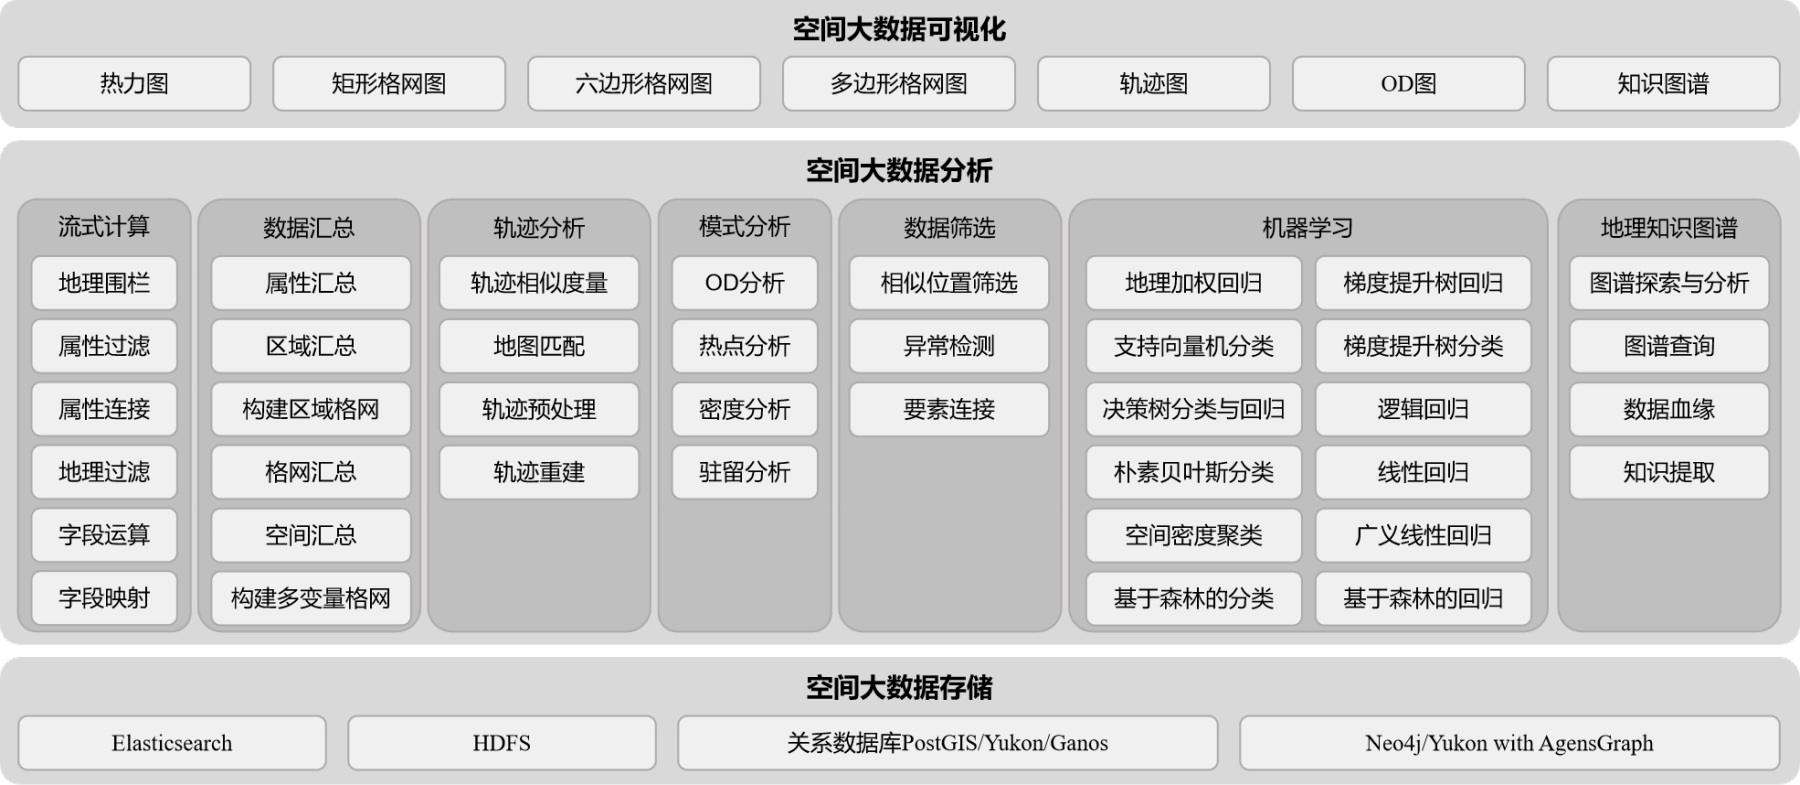 空间大数据可视化
热力图
矩形格网图
六边形格网图
多边形格网图
轨迹图
OD图
知识图谱
空间大数据分析
流式计算
地理围栏
属性过滤
属性连接
地理过滤
字段运算
字段映射
数据汇总
属性汇总
区域汇总
构建区域格网
格网汇总
空间汇总
构建多变量格网
轨迹分析
轨迹相似度量
地图匹配
轨迹预处理
轨迹重建
模式分析
OD分析
热点分析
密度分析
驻留分析
数据筛选
相似位置筛选
异常检测
要素连接
机器学习
地理加权回归
梯度提升树回归
支持向量机分类
梯度提升树分类
决策树分类与回归
逻辑回归
朴素贝叶斯分类
线性回归
空间密度聚类
广义线性回归
基于森林的分类
基于森林的回归
地理知识图谱
图谱探索与分析
图谱查询
数据血缘
知识提取
空间大数据存储
Elasticsearch
HDFS
关系数据库PostGIS/Yukon/Ganos
Neo4j/Yukon with AgensGraph